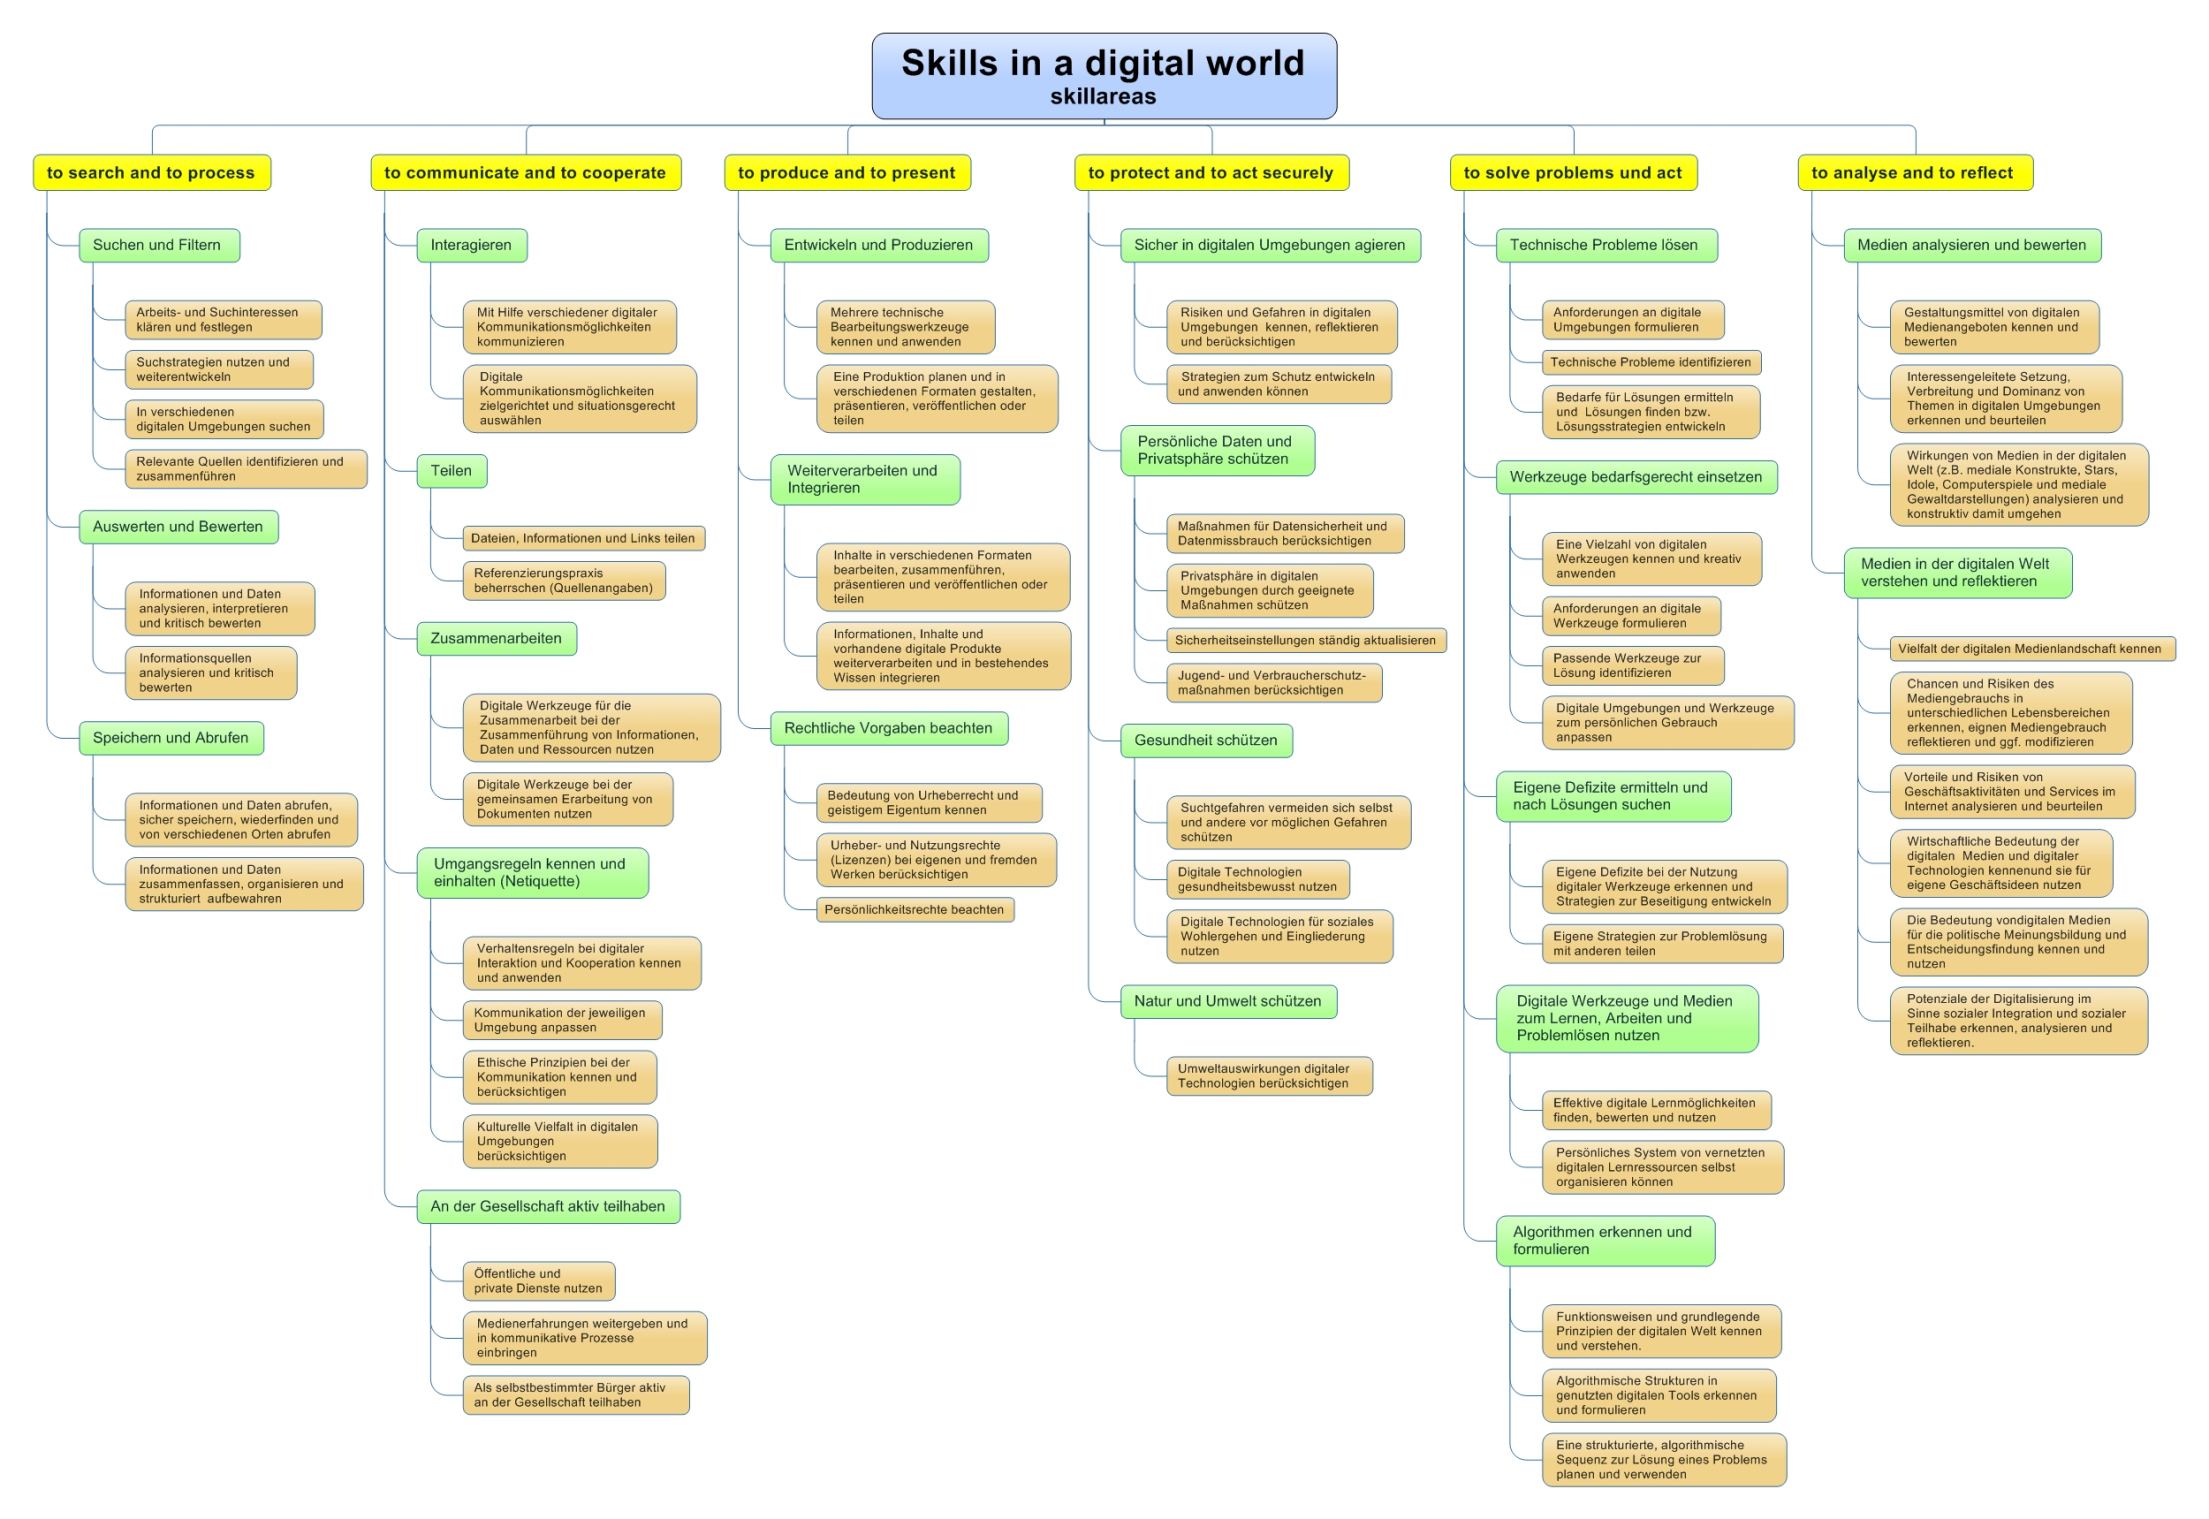 Skills in a digital world
skillareas
to search and to process
Suchen und Filtern
Arbeits- und Suchinteressen
klären und festlegen
Suchstrategien nutzen und
weiterentwickeln
In verschiedenen
digitalen Umgebungen suchen
Relevante Quellen identifizieren und
zusammenführen
Auswerten und Bewerten
Informationen und Daten
analysieren, interpretieren
und kritisch bewerten
Informationsquellen
analysieren und kritisch
bewerten
Speichern und Abrufen
Informationen und Daten abrufen,
sicher speichern, wiederfinden und
von verschiedenen Orten abrufen
Informationen und Daten
zusammenfassen, organisieren und
strukturiert  aufbewahren
to communicate and to cooperate
Interagieren
Mit Hilfe verschiedener digitaler
Kommunikationsmöglichkeiten
kommunizieren
Digitale
Kommunikationsmöglichkeiten
zielgerichtet und situationsgerecht
auswählen
Teilen
Dateien, Informationen und Links teilen
Referenzierungspraxis
beherrschen (Quellenangaben)
Zusammenarbeiten
Digitale Werkzeuge für die
Zusammenarbeit bei der
Zusammenführung von Informationen,
Daten und Ressourcen nutzen
Digitale Werkzeuge bei der
gemeinsamen Erarbeitung von
Dokumenten nutzen
Umgangsregeln kennen und
einhalten (Netiquette)
Verhaltensregeln bei digitaler
Interaktion und Kooperation kennen
und anwenden
Kommunikation der jeweiligen
Umgebung anpassen
Ethische Prinzipien bei der
Kommunikation kennen und
berücksichtigen
Kulturelle Vielfalt in digitalen
Umgebungen
berücksichtigen
An der Gesellschaft aktiv teilhaben
Öffentliche und
private Dienste nutzen
Medienerfahrungen weitergeben und
in kommunikative Prozesse
einbringen
Als selbstbestimmter Bürger aktiv
an der Gesellschaft teilhaben
to produce and to present
Entwickeln und Produzieren
Mehrere technische
Bearbeitungswerkzeuge
kennen und anwenden
Eine Produktion planen und in
verschiedenen Formaten gestalten,
präsentieren, veröffentlichen oder
teilen
Weiterverarbeiten und
Integrieren
Inhalte in verschiedenen Formaten
bearbeiten, zusammenführen,
präsentieren und veröffentlichen oder
teilen
Informationen, Inhalte und
vorhandene digitale Produkte
weiterverarbeiten und in bestehendes
Wissen integrieren
Rechtliche Vorgaben beachten
Bedeutung von Urheberrecht und
geistigem Eigentum kennen
Urheber- und Nutzungsrechte
(Lizenzen) bei eigenen und fremden
Werken berücksichtigen
Persönlichkeitsrechte beachten
to protect and to act securely
Sicher in digitalen Umgebungen agieren
Risiken und Gefahren in digitalen
Umgebungen  kennen, reflektieren
und berücksichtigen
Strategien zum Schutz entwickeln
und anwenden können
Persönliche Daten und
Privatsphäre schützen
Maßnahmen für Datensicherheit und
Datenmissbrauch berücksichtigen
Privatsphäre in digitalen
Umgebungen durch geeignete
Maßnahmen schützen
Sicherheitseinstellungen ständig aktualisieren
Jugend- und Verbraucherschutz-
maßnahmen berücksichtigen
Gesundheit schützen
Suchtgefahren vermeiden sich selbst
und andere vor möglichen Gefahren
schützen
Digitale Technologien
gesundheitsbewusst nutzen
Digitale Technologien für soziales
Wohlergehen und Eingliederung
nutzen
Natur und Umwelt schützen
Umweltauswirkungen digitaler
Technologien berücksichtigen
to solve problems und act
Technische Probleme lösen
Anforderungen an digitale
Umgebungen formulieren
Technische Probleme identifizieren
Bedarfe für Lösungen ermitteln
und  Lösungen finden bzw.
Lösungsstrategien entwickeln
Werkzeuge bedarfsgerecht einsetzen
Eine Vielzahl von digitalen
Werkzeugen kennen und kreativ
anwenden
Anforderungen an digitale
Werkzeuge formulieren
Passende Werkzeuge zur
Lösung identifizieren
Digitale Umgebungen und Werkzeuge
zum persönlichen Gebrauch
anpassen
Eigene Defizite ermitteln und
nach Lösungen suchen
Eigene Defizite bei der Nutzung
digitaler Werkzeuge erkennen und
Strategien zur Beseitigung entwickeln
Eigene Strategien zur Problemlösung
mit anderen teilen
Digitale Werkzeuge und Medien
zum Lernen, Arbeiten und
Problemlösen nutzen
Effektive digitale Lernmöglichkeiten
finden, bewerten und nutzen
Persönliches System von vernetzten
digitalen Lernressourcen selbst
organisieren können
Algorithmen erkennen und
formulieren
Funktionsweisen und grundlegende
Prinzipien der digitalen Welt kennen
und verstehen.
Algorithmische Strukturen in
genutzten digitalen Tools erkennen
und formulieren
Eine strukturierte, algorithmische
Sequenz zur Lösung eines Problems
planen und verwenden
to analyse and to reflect
Medien analysieren und bewerten
Gestaltungsmittel von digitalen
Medienangeboten kennen und
bewerten
Interessengeleitete Setzung,
Verbreitung und Dominanz von
Themen in digitalen Umgebungen
erkennen und beurteilen
Wirkungen von Medien in der digitalen
Welt (z.B. mediale Konstrukte, Stars,
Idole, Computerspiele und mediale
Gewaltdarstellungen) analysieren und
konstruktiv damit umgehen
Medien in der digitalen Welt
verstehen und reflektieren
Vielfalt der digitalen Medienlandschaft kennen
Chancen und Risiken des
Mediengebrauchs in
unterschiedlichen Lebensbereichen
erkennen, eignen Mediengebrauch
reflektieren und ggf. modifizieren
Vorteile und Risiken von
Geschäftsaktivitäten und Services im
Internet analysieren und beurteilen
Wirtschaftliche Bedeutung der
digitalen  Medien und digitaler
Technologien kennenund sie für
eigene Geschäftsideen nutzen
Die Bedeutung vondigitalen Medien
für die politische Meinungsbildung und
Entscheidungsfindung kennen und
nutzen
Potenziale der Digitalisierung im
Sinne sozialer Integration und sozialer
Teilhabe erkennen, analysieren und
reflektieren.